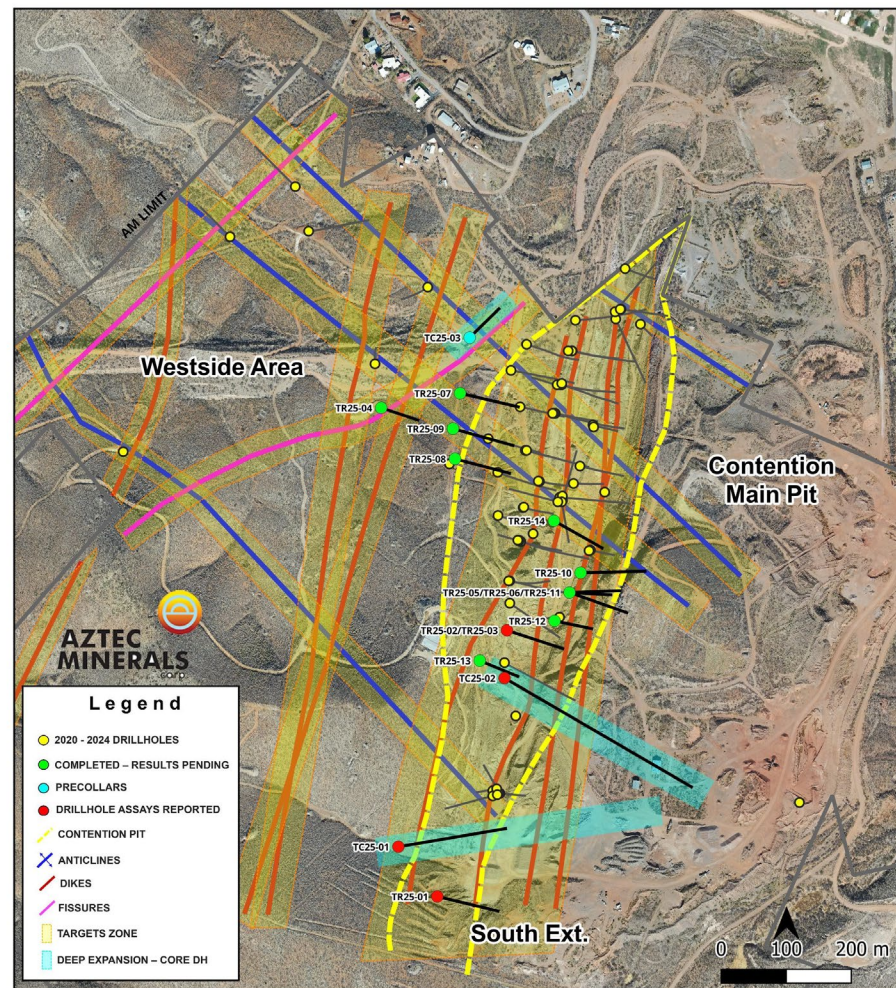 AM LIMIT
TC25-03
Westside Area
TR25-07
TR25-04
TR25-09
TR25-08
Contention
Main Pit
TR25-14
TR25-10
TR25-05/TR25-06/TR25-11
TR25-12
TR25-02/TR25-03
TR25-13
TC25-02
AZTEC
MINERALS
corp
Legend
2020 - 2024 DRILLHOLES
COMPLETED – RESULTS PENDING
PRECOLLARS
DRILLHOLE ASSAYS REPORTED
CONTENTION PIT
ANTICLINES
DIKES
FISSURES
TARGETS ZONE
DEEP EXPANSION – CORE DH
TC25-01
TR25-01
South Ext.
0 100 200 m